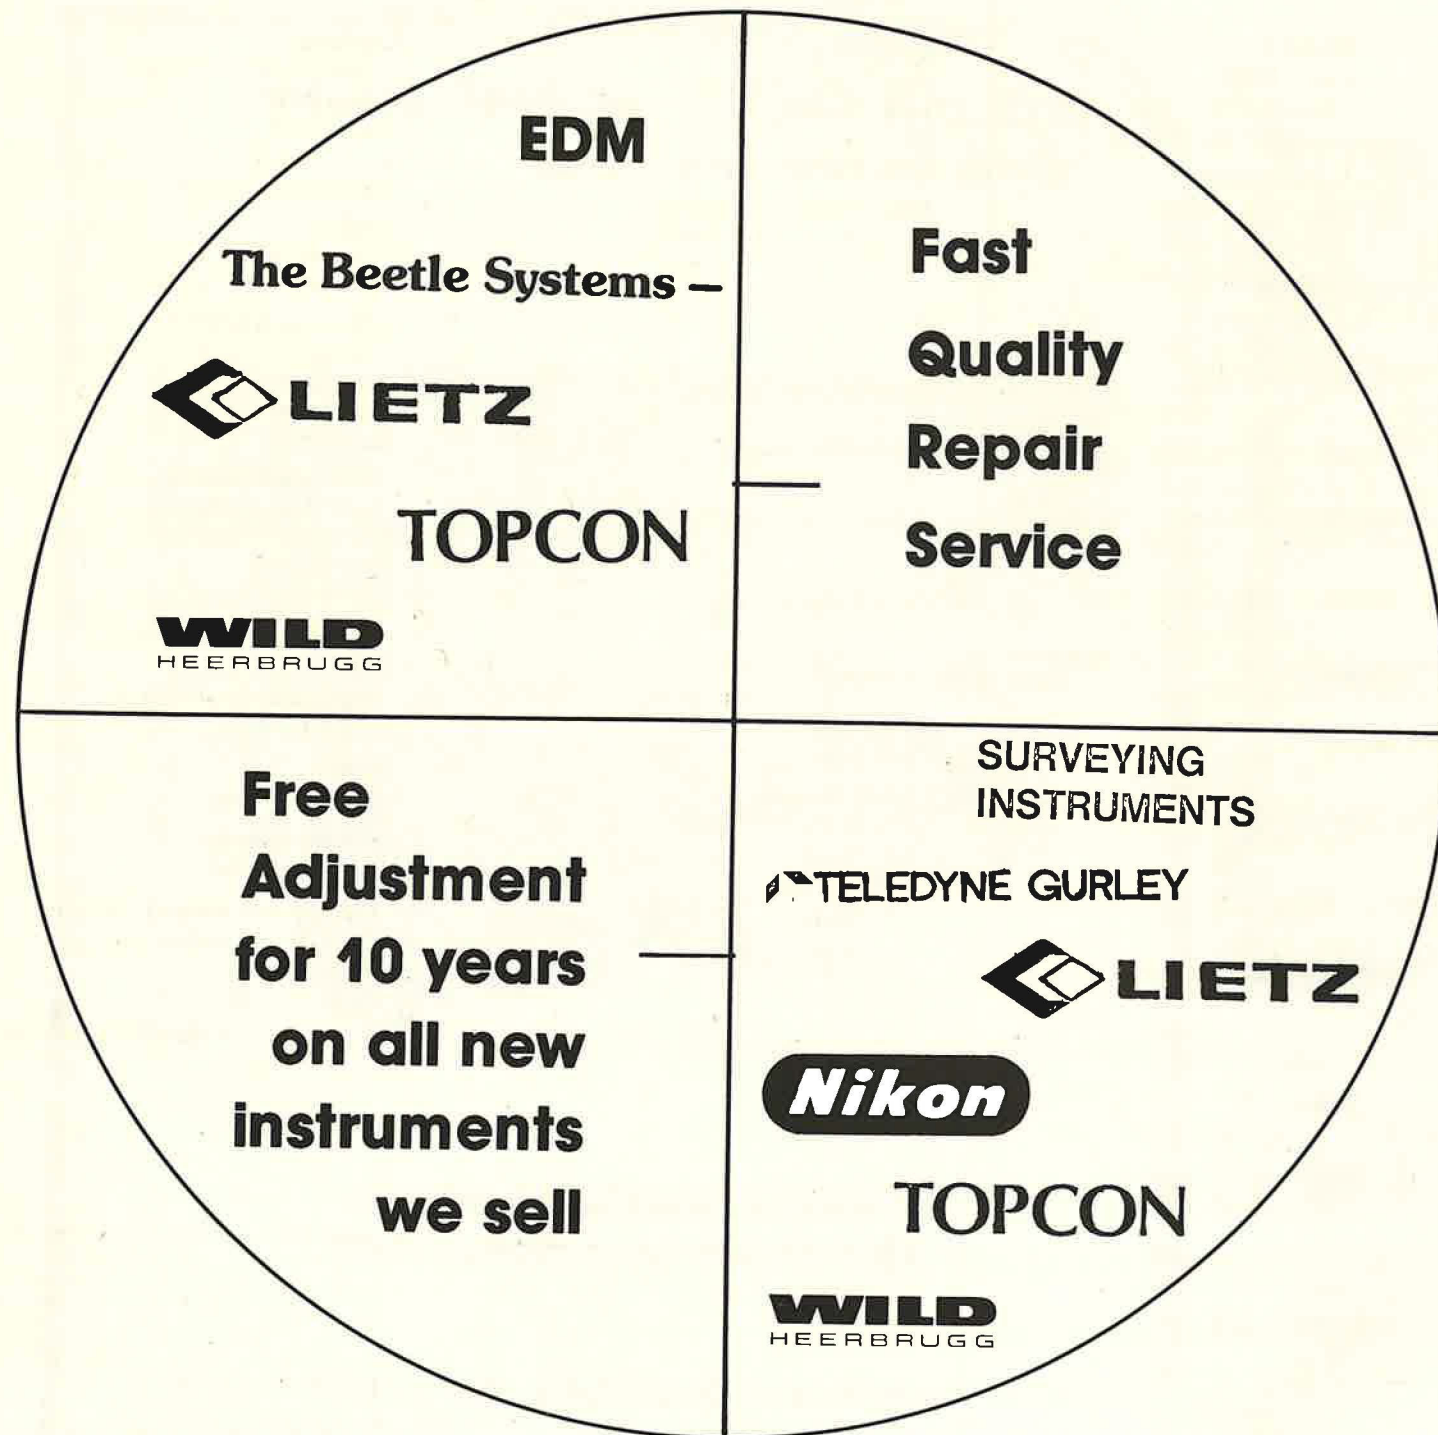 EDM
The Beetle Systems –
LIETZ
TOPCON
WILD
HEERBRUGG
Fast
Quality
Repair
Service
Free
Adjustment
for 10 years
on all new
instruments
we sell
SURVEYING
INSTRUMENTS
TELEDYNE GURLEY
LIETZ
Nikon
TOPCON
WILD
HEERBRUGG